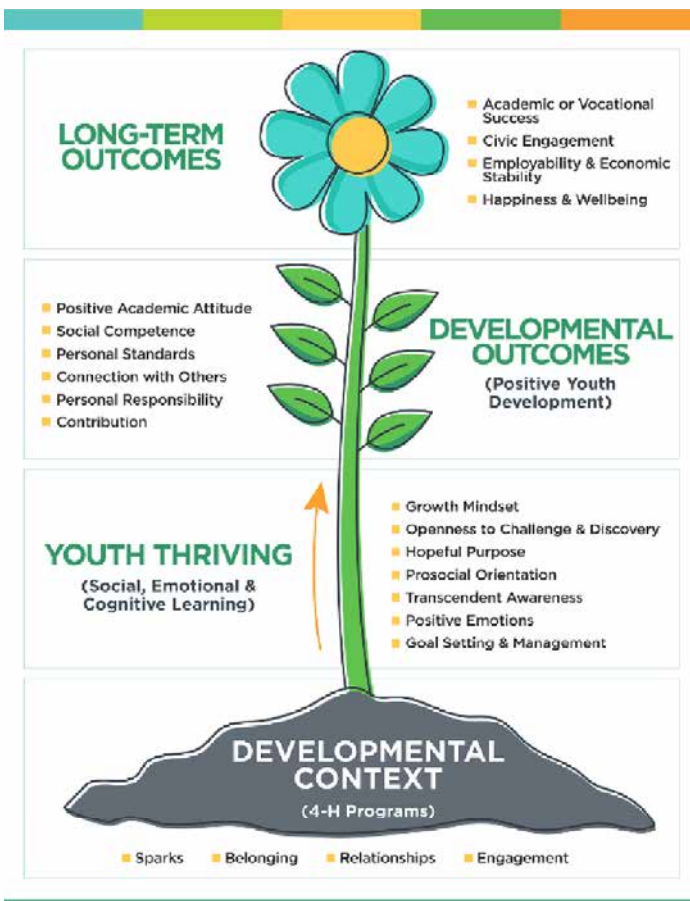 LONG-TERM
OUTCOMES
Academic or Vocational
Success
Civic Engagement
Employability & Economic
Stability
Happiness & Wellbeing
Positive Academic Attitude
Social Competence
Personal Standards
Connection with Others
Personal Responsibility
Contribution
DEVELOPMENTAL
OUTCOMES
(Positive Youth
Development)
YOUTH THRIVING
(Social, Emotional &
Cognitive Learning)
Growth Mindset
Openness to Challenge & Discovery
Hopeful Purpose
Prosocial Orientation
Transcendent Awareness
Positive Emotions
Goal Setting & Management
DEVELOPMENTAL
CONTEXT
(4-H Programs)
Sparks Belonging Relationships Engagement